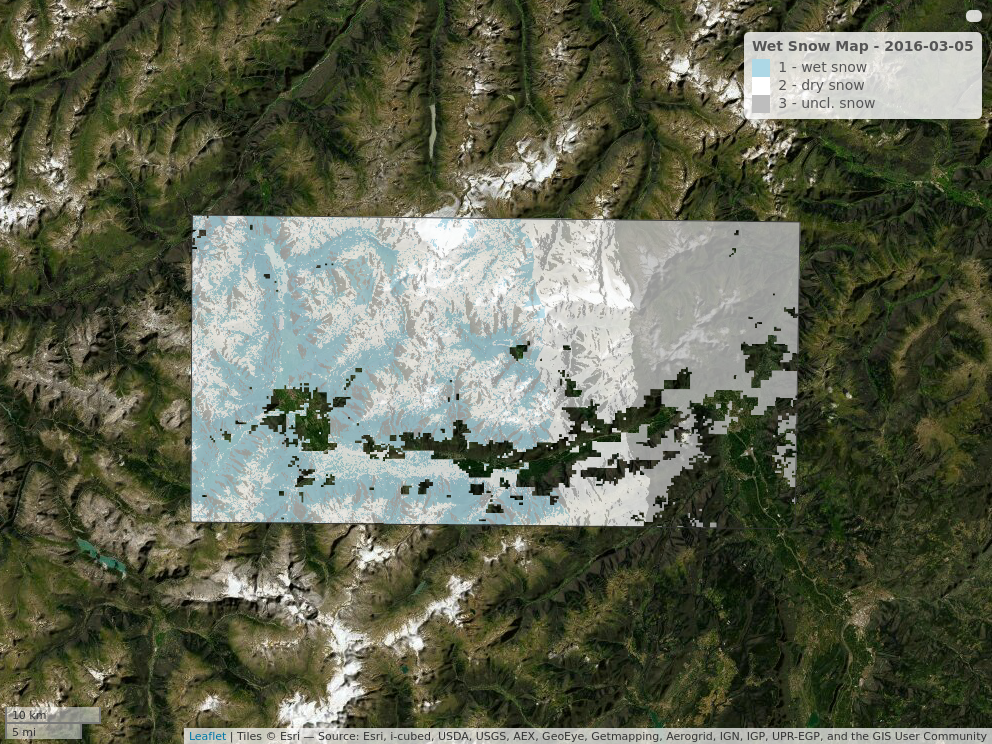 Wet Snow Map - 2016-03-05
1 - wet snow
2 - dry snow
3 - uncl. snow
10 km
5 mi
Leaflet | Tiles © Esri — Source: Esri, i-cubed, USDA, USGS, AEX, GeoEye, Getmapping, Aerogrid, IGN, IGP, UPR-EGP, and the GIS User Community